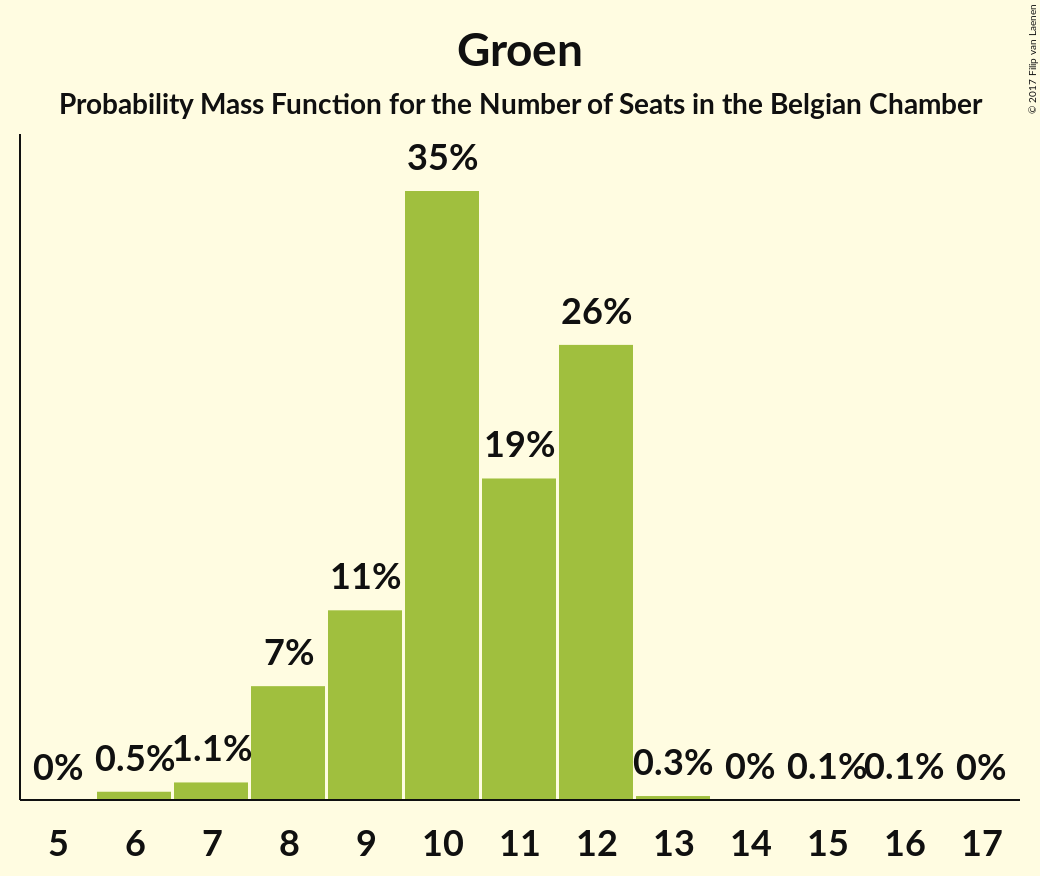 Groen
Probability Mass Function for the Number of Seats in the Belgian Chamber
© 2017 Filip van Laenen
35%
26%
19%
11%
7%
0% 0.5% 1.1% 0.3% 0% 0.1% 0.1% 0%
5 6 7 8 9 10 11 12 13 14 15 16 17